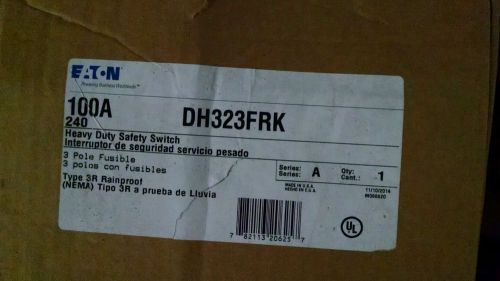 EATON
Powering Business Worldwide
100A DH323FRK
240
Heavy Duty Safety Switch
Interruptor de seguridad servicio pesado
3 Pole Fusible
3 polos con fusibles
Type 3R Rainproof
(NEMA) Tipo 3R a prueba de Lluvia
Series: A Qty: 1
Series: Cant.:
MADE IN U.S.A.
HECHO EN E.U.A.
11/10/2014
7 82113 20625 7
UL